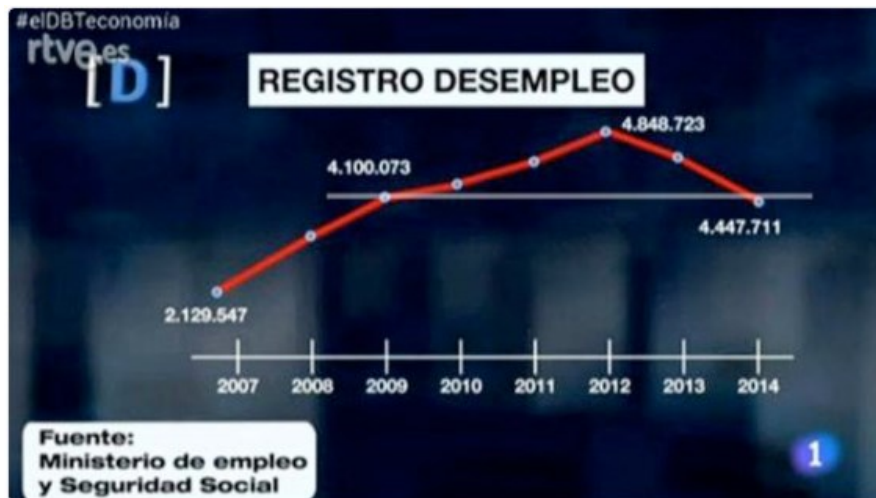 #elDBTeconomía
rtve.es
[D]
REGISTRO DESEMPLEO
4.848.723
4.100.073
4.447.711
2.129.547
2007 2008 2009 2010 2011 2012 2013 2014
Fuente:
Ministerio de empleo
y Seguridad Social
1